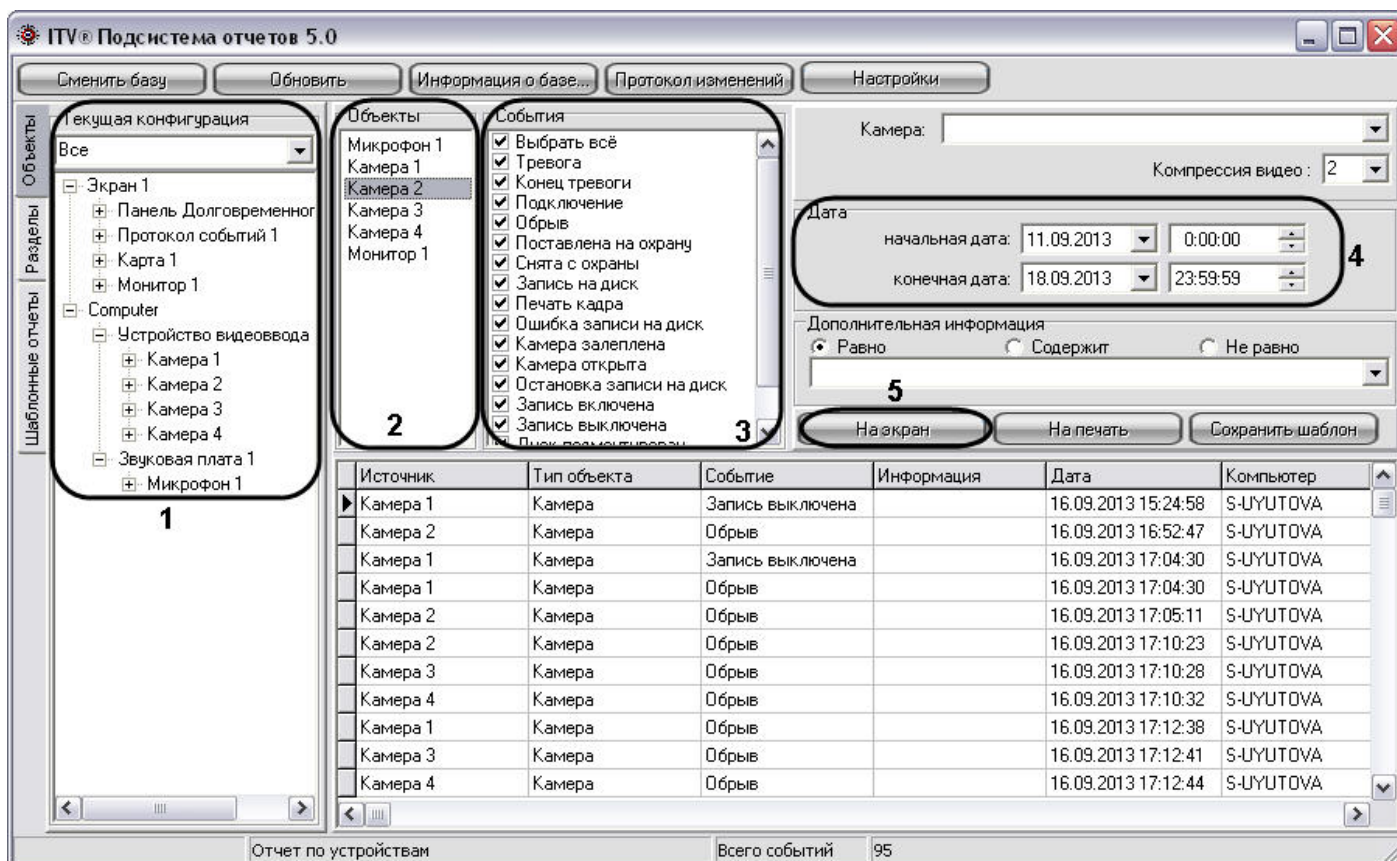 ITV® Подсистема отчетов 5.0
Сменить базу
Обновить
Информация о базе...
Протокол изменений
Настройки
Объекты
Разделы
Шаблонные отчеты
Текущая конфигурация
Все
Экран 1
Панель Долговременног
Протокол событий 1
Карта 1
Монитор 1
Computer
Устройство видеоввода
Камера 1
Камера 2
Камера 3
Камера 4
Звуковая плата 1
Микрофон 1
1
Объекты
Микрофон 1
Камера 1
Камера 2
Камера 3
Камера 4
Монитор 1
2
События
Выбрать всё
Тревога
Конец тревоги
Подключение
Обрыв
Поставлена на охрану
Снята с охраны
Запись на диск
Печать кадра
Ошибка записи на диск
Камера залеплена
Камера открыта
Остановка записи на диск
Запись включена
Запись выключена
3
Камера:
Компрессия видео : 2
Дата
начальная дата: 11.09.2013 0:00:00
конечная дата: 18.09.2013 23:59:59
4
Дополнительная информация
Равно Содержит Не равно
5
На экран
На печать
Сохранить шаблон
Источник Тип объекта Событие Информация Дата Компьютер
Камера 1 Камера Запись выключена 16.09.2013 15:24:58 S-UYUTOVA
Камера 2 Камера Обрыв 16.09.2013 16:52:47 S-UYUTOVA
Камера 1 Камера Запись выключена 16.09.2013 17:04:30 S-UYUTOVA
Камера 1 Камера Обрыв 16.09.2013 17:04:30 S-UYUTOVA
Камера 2 Камера Обрыв 16.09.2013 17:05:11 S-UYUTOVA
Камера 2 Камера Обрыв 16.09.2013 17:10:23 S-UYUTOVA
Камера 3 Камера Обрыв 16.09.2013 17:10:28 S-UYUTOVA
Камера 4 Камера Обрыв 16.09.2013 17:10:32 S-UYUTOVA
Камера 1 Камера Обрыв 16.09.2013 17:12:38 S-UYUTOVA
Камера 3 Камера Обрыв 16.09.2013 17:12:41 S-UYUTOVA
Камера 4 Камера Обрыв 16.09.2013 17:12:44 S-UYUTOVA
Отчет по устройствам Всего событий 95